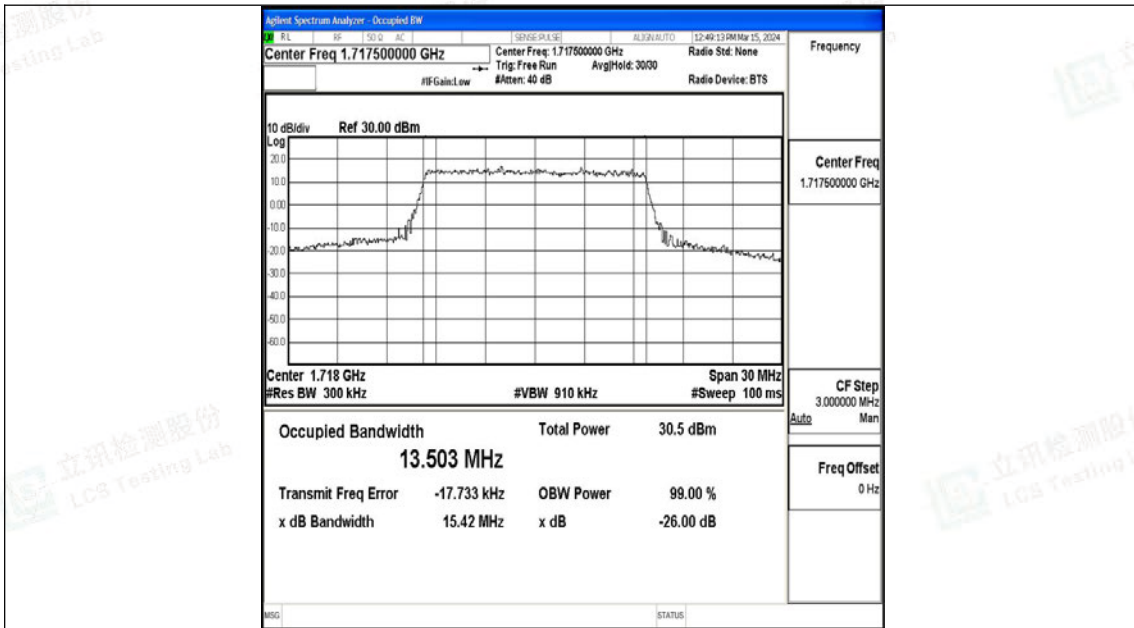 Agilent Spectrum Analyzer - Occupied BW
RL RF 50 Ω AC SENSE:PULSE ALIGNAUTO 12:49:13 PM Mar 15, 2024
Center Freq 1.717500000 GHz
Center Freq: 1.717500000 GHz
Radio Std: None
Trig: Free Run Avg|Hold: 30/30
#IFGain:Low
#Atten: 40 dB
Radio Device: BTS
10 dB/div Ref 30.00 dBm
Log
20.0
10.0
0.00
-10.0
-20.0
-30.0
-40.0
-50.0
-60.0
Center 1.718 GHz Span 30 MHz
#Res BW 300 kHz #VBW 910 kHz #Sweep 100 ms
Occupied Bandwidth Total Power 30.5 dBm
13.503 MHz
Transmit Freq Error -17.733 kHz OBW Power 99.00 %
x dB Bandwidth 15.42 MHz x dB -26.00 dB
MSG STATUS
Frequency
Center Freq
1.717500000 GHz
CF Step
3.000000 MHz
Auto Man
Freq Offset
0 Hz
立讯检测股份
LCS Testing Lab